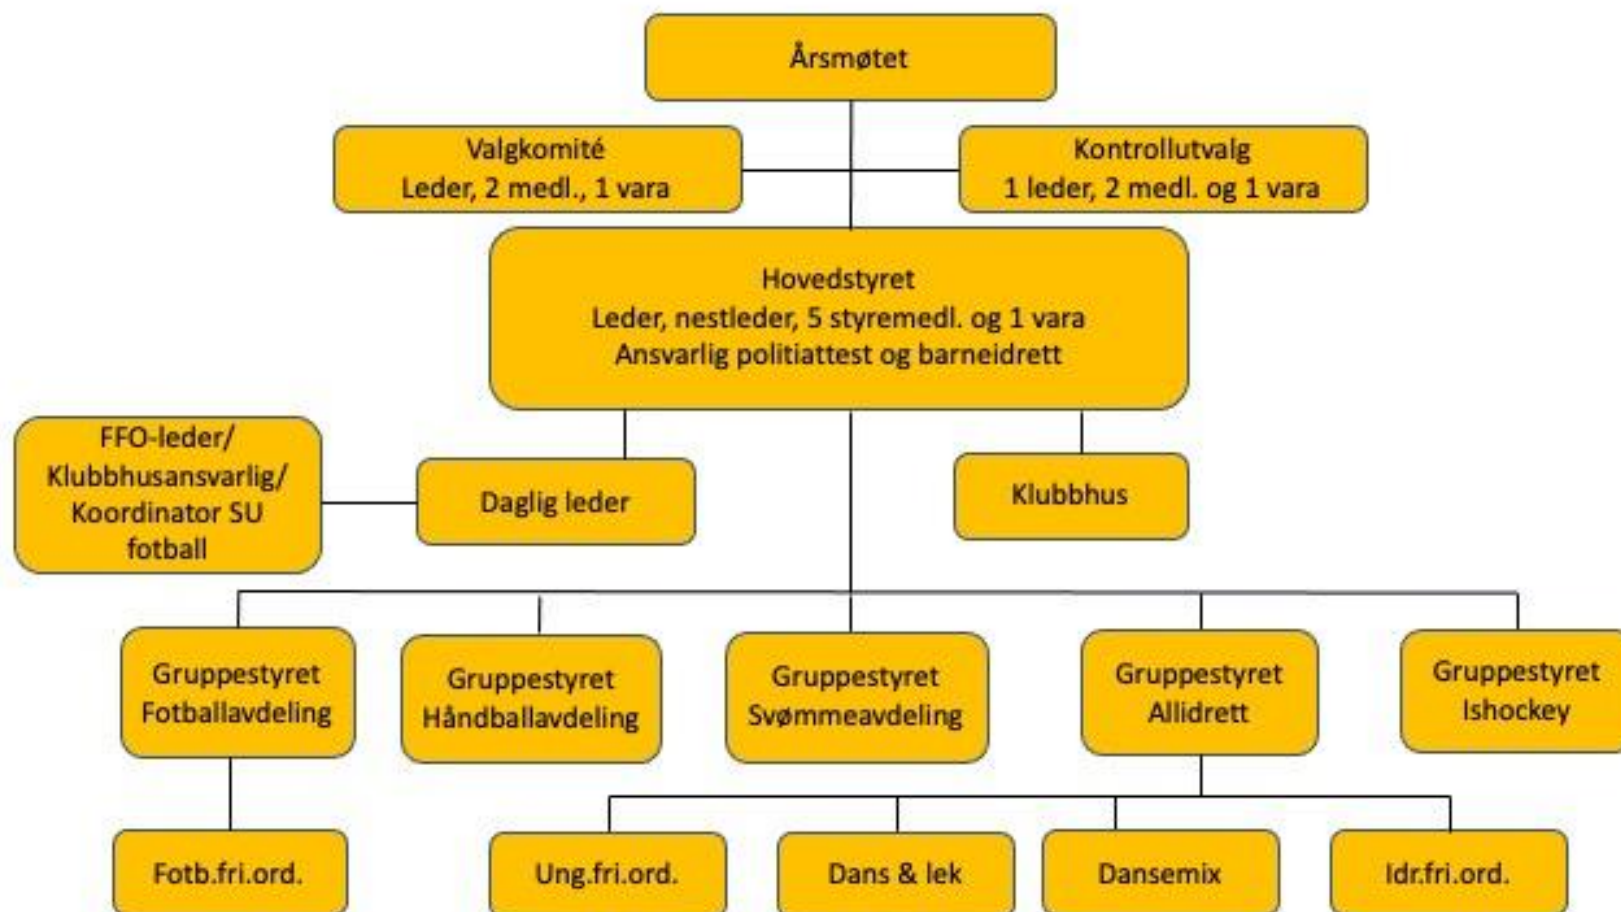 Årsmøtet
Valgkomité
Leder, 2 medl., 1 vara
Kontrollutvalg
1 leder, 2 medl. og 1 vara
Hovedstyret
Leder, nestleder, 5 styremedl. og 1 vara
Ansvarlig politiattest og barneidrett
FFO-leder/
Klubbhusansvarlig/
Koordinator SU
fotball
Daglig leder
Klubbhus
Gruppestyret
Fotballavdeling
Gruppestyret
Håndballavdeling
Gruppestyret
Svømmeavdeling
Gruppestyret
Allidrett
Gruppestyret
Ishockey
Fotb.fri.ord.
Ung.fri.ord.
Dans & lek
Dansemix
Idr.fri.ord.